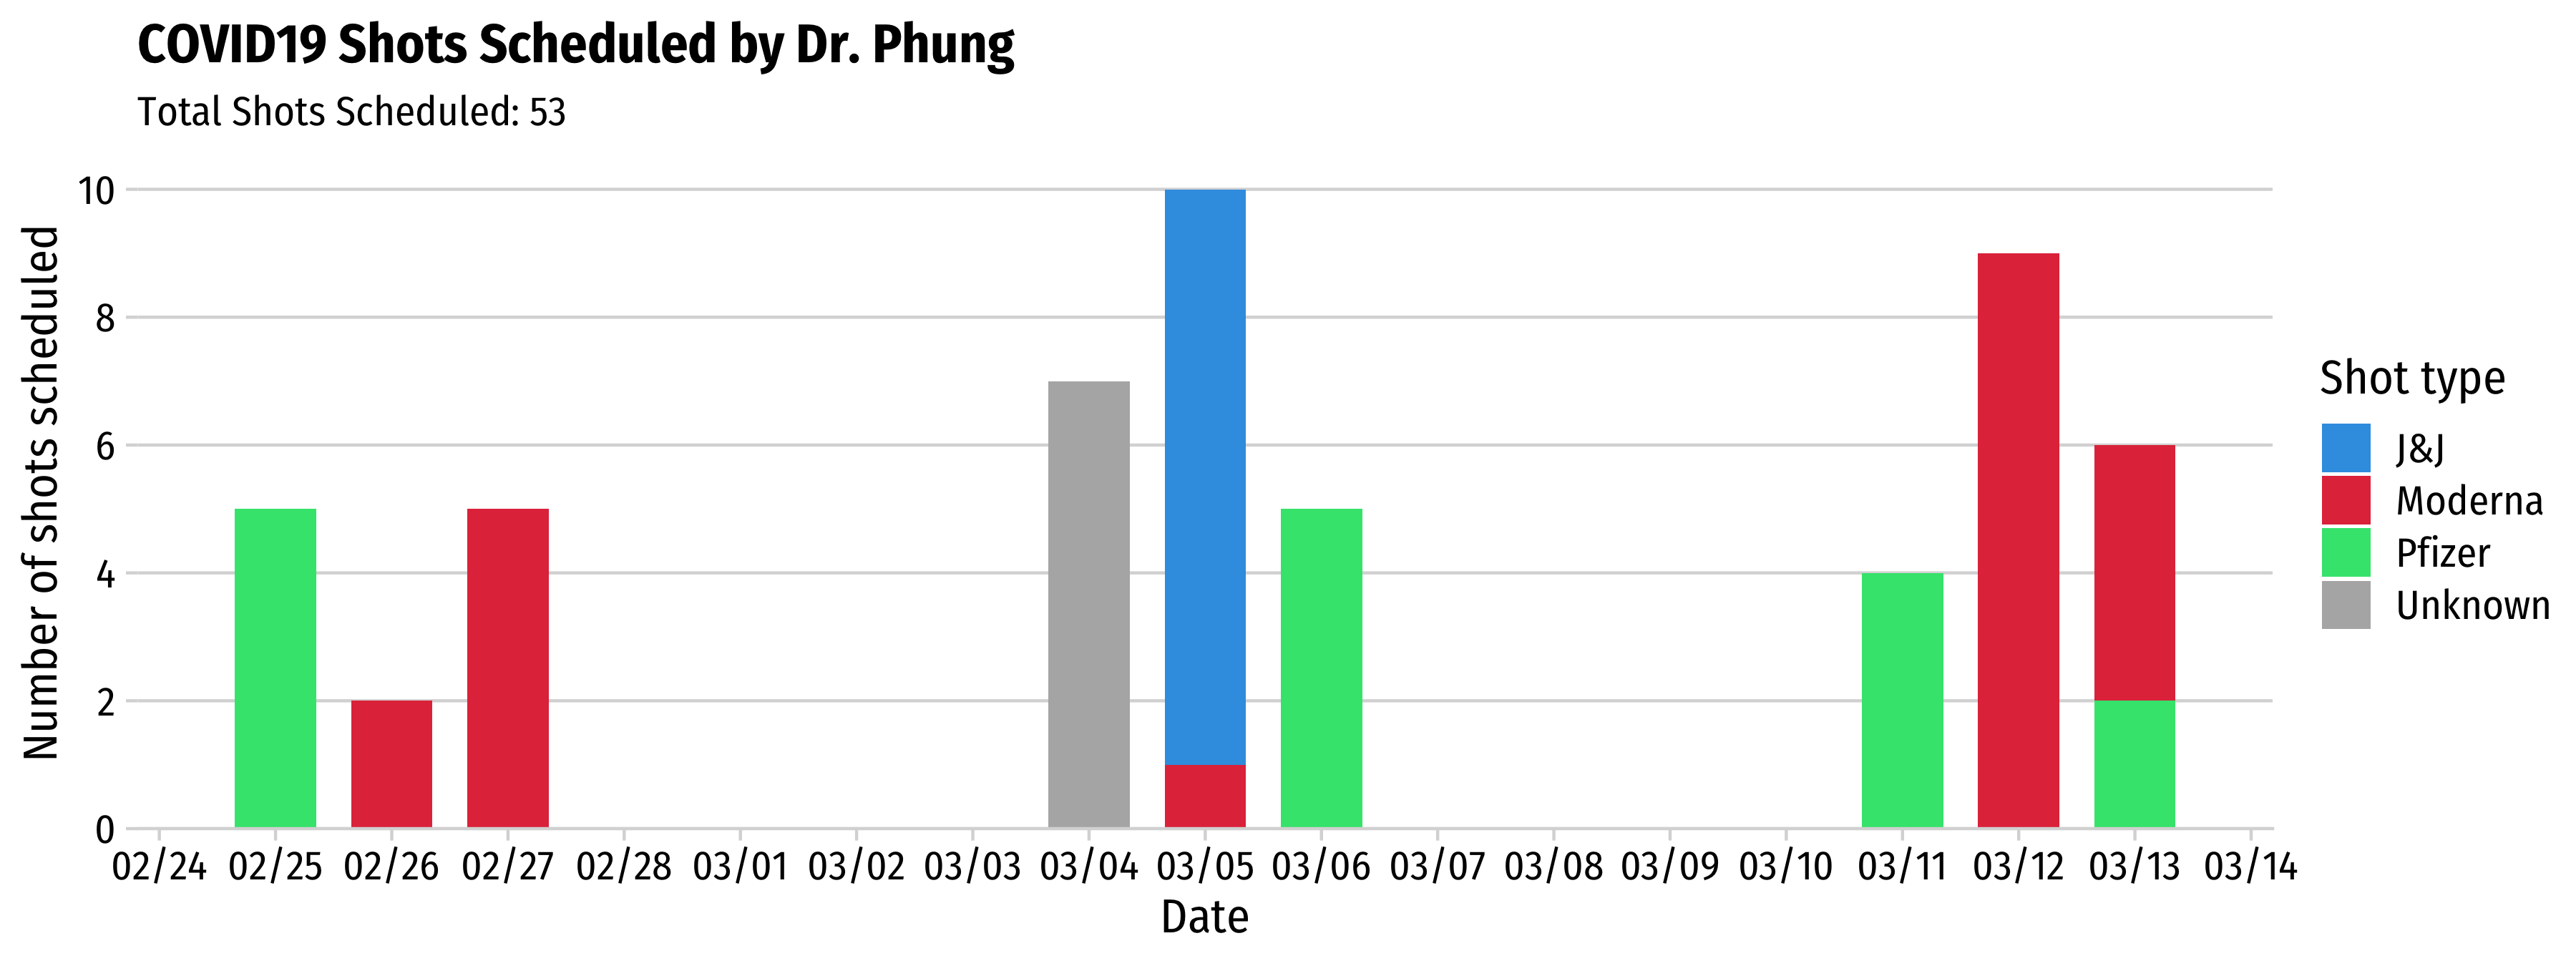 COVID19 Shots Scheduled by Dr. Phung
Total Shots Scheduled: 53
Number of shots scheduled
10
8
6
4
2
0
02/24 02/25 02/26 02/27 02/28 03/01 03/02 03/03 03/04 03/05 03/06 03/07 03/08 03/09 03/10 03/11 03/12 03/13 03/14
Date
Shot type
J&J
Moderna
Pfizer
Unknown